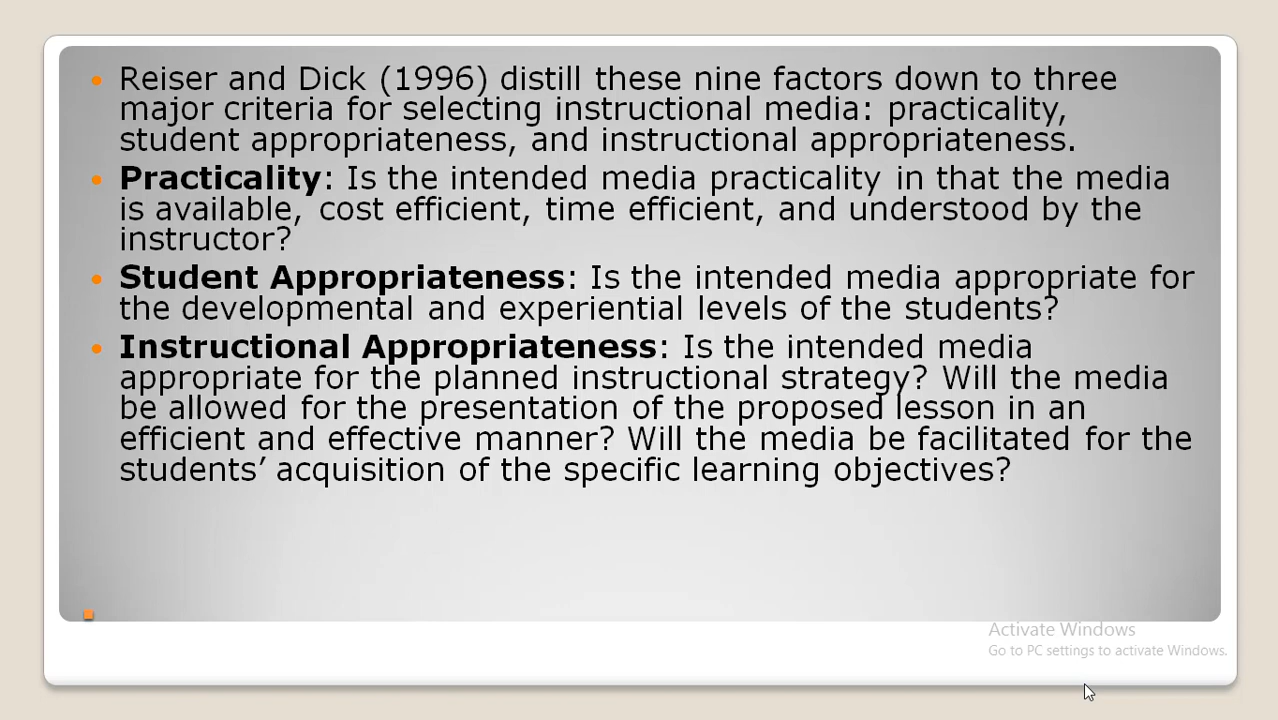 Reiser and Dick (1996) distill these nine factors down to three
major criteria for selecting instructional media: practicality,
student appropriateness, and instructional appropriateness.
Practicality: Is the intended media practicality in that the media
is available, cost efficient, time efficient, and understood by the
instructor?
Student Appropriateness: Is the intended media appropriate for
the developmental and experiential levels of the students?
Instructional Appropriateness: Is the intended media
appropriate for the planned instructional strategy? Will the media
be allowed for the presentation of the proposed lesson in an
efficient and effective manner? Will the media be facilitated for the
students’ acquisition of the specific learning objectives?
Activate Windows
Go to PC settings to activate Windows.